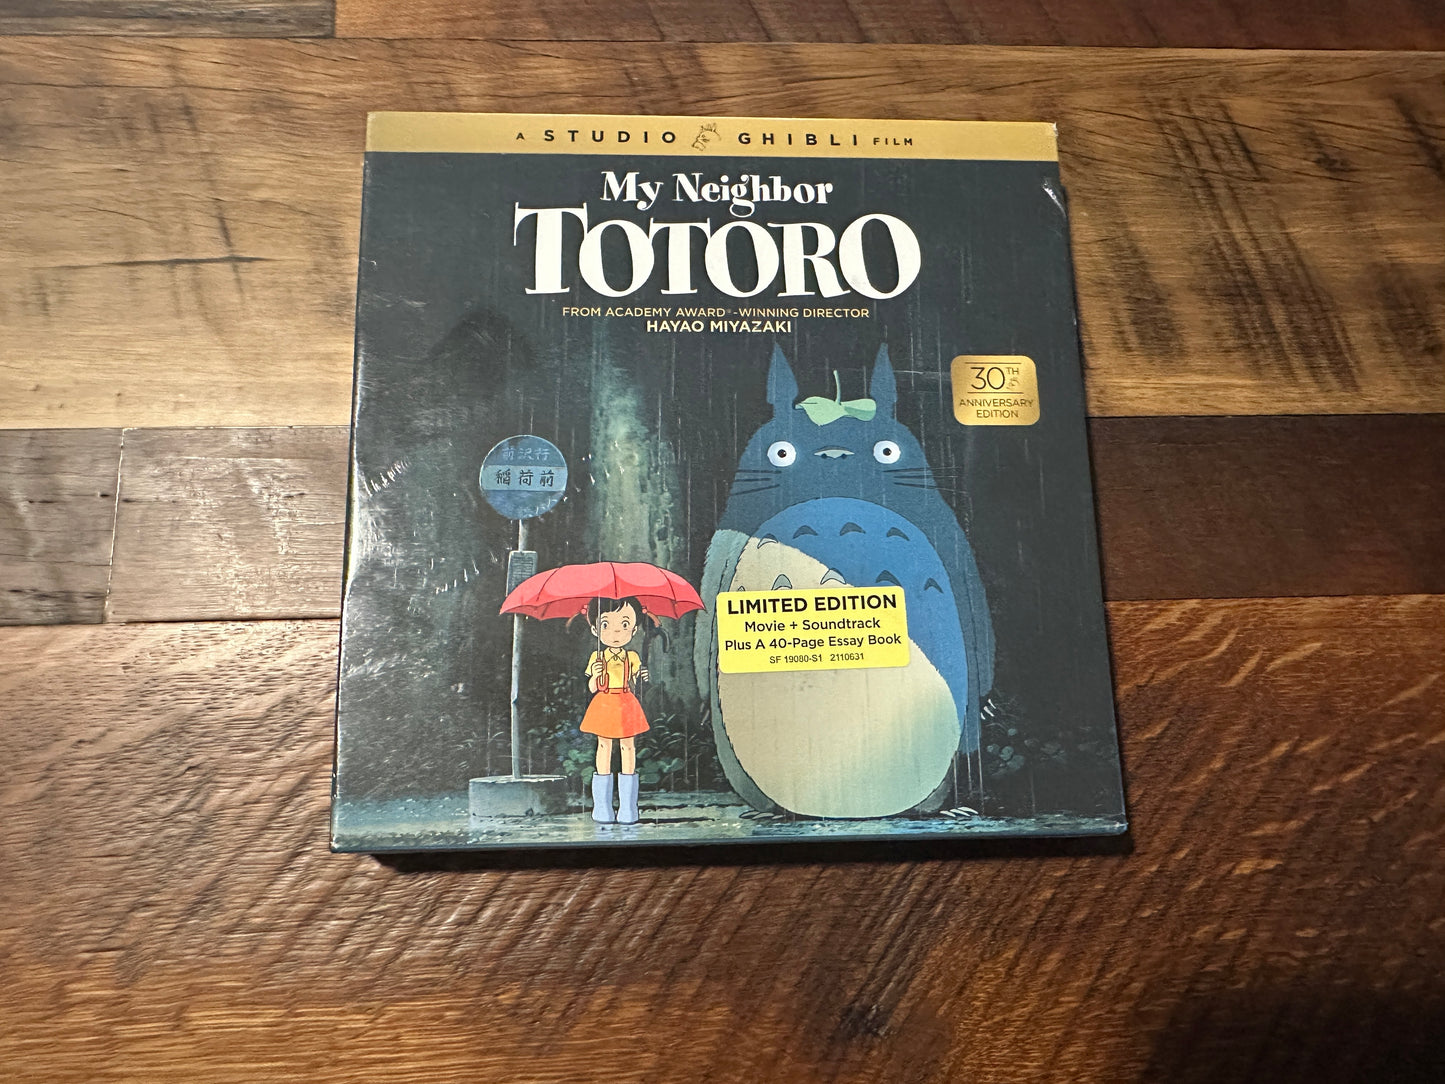 A STUDIO GHIBLI FILM
My Neighbor
TOTORO
FROM ACADEMY AWARD®-WINNING DIRECTOR
HAYAO MIYAZAKI
30TH
ANNIVERSARY
EDITION
前沢行
稲荷前
LIMITED EDITION
Movie + Soundtrack
Plus A 40-Page Essay Book
SF 19080-S1 2110631